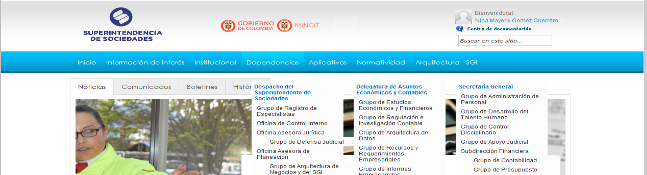 SUPERINTENDENCIA
DE SOCIEDADES
GOBIERNO
DE COLOMBIA
MINCIT
Bienvenido(a):
Nina Mayerly Gomez Guerrero
Centro de documentación
Buscar en este sitio...
Inicio Información de Interés Institucional Dependencias Aplicativos Normatividad Arquitectura SGI
Noticias Comunicados Boletines Histór
Despacho del
Superintendente de
Sociedades
Grupo de Registro de
Especialistas
Oficina de Control Interno
Oficina Asesora Jurídica
Grupo de Defensa Judicial
Oficina Asesora de
Planeación
Grupo de Arquitectura de
Negocios y del SGI
Delegatura de Asuntos
Económicos y Contables
Grupo de Estudios
Económicos y Financieros
Grupo de Regulación e
Investigación Contable
Grupo de Arquitectura de
Datos
Grupo de Recursos y
Requerimientos
Empresariales
Grupo de Informes
Empresariales
Secretaría General
Grupo de Administración de
Personal
Grupo de Desarrollo del
Talento Humano
Grupo de Control
Disciplinario
Grupo de Apoyo Judicial
Subdirección Financiera
Grupo de Contabilidad
Grupo de Presupuesto